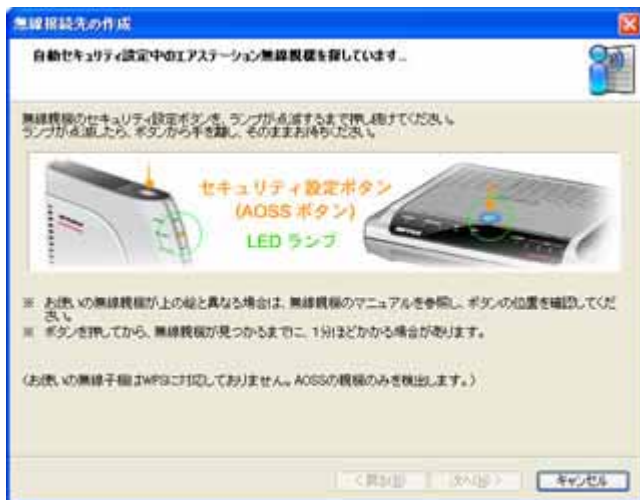 無線接続先の作成
自動セキュリティ設定中のエアステーション無線親機を探しています...
無線親機のセキュリティ設定ボタンを、ランプが点滅するまで押し続けてください。
ランプが点滅したら、ボタンから手を離し、そのままお待ちください。
セキュリティ設定ボタン
(AOSS ボタン)
LED ランプ
※ お使いの無線親機が上の絵と異なる場合は、無線親機のマニュアルを参照し、ボタンの位置を確認してくだ
さい。
※ ボタンを押してから、無線親機が見つかるまでに、1分ほどかかる場合があります。
(お使いの無線子機はWPSに対応しておりません。AOSSの親機のみを検出します。)
< 戻る(B)
次へ(N) >
キャンセル